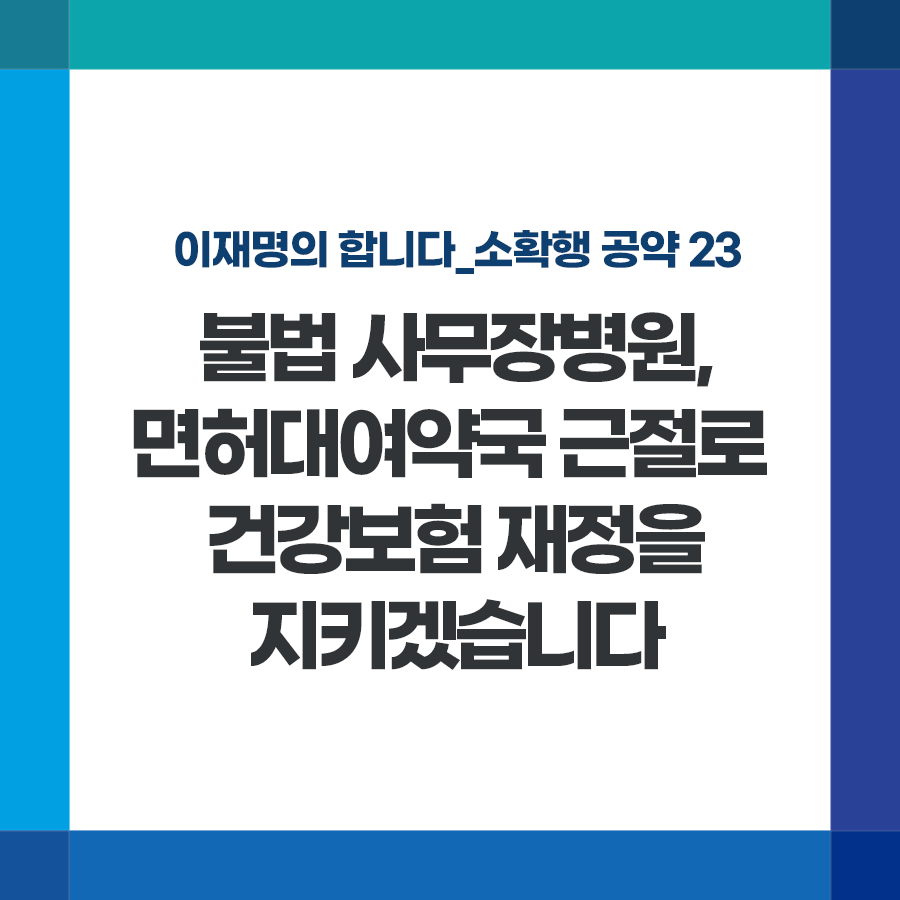 이재명의 합니다_소확행 공약 23
불법 사무장병원,
면허대여약국 근절로
건강보험 재정을
지키겠습니다